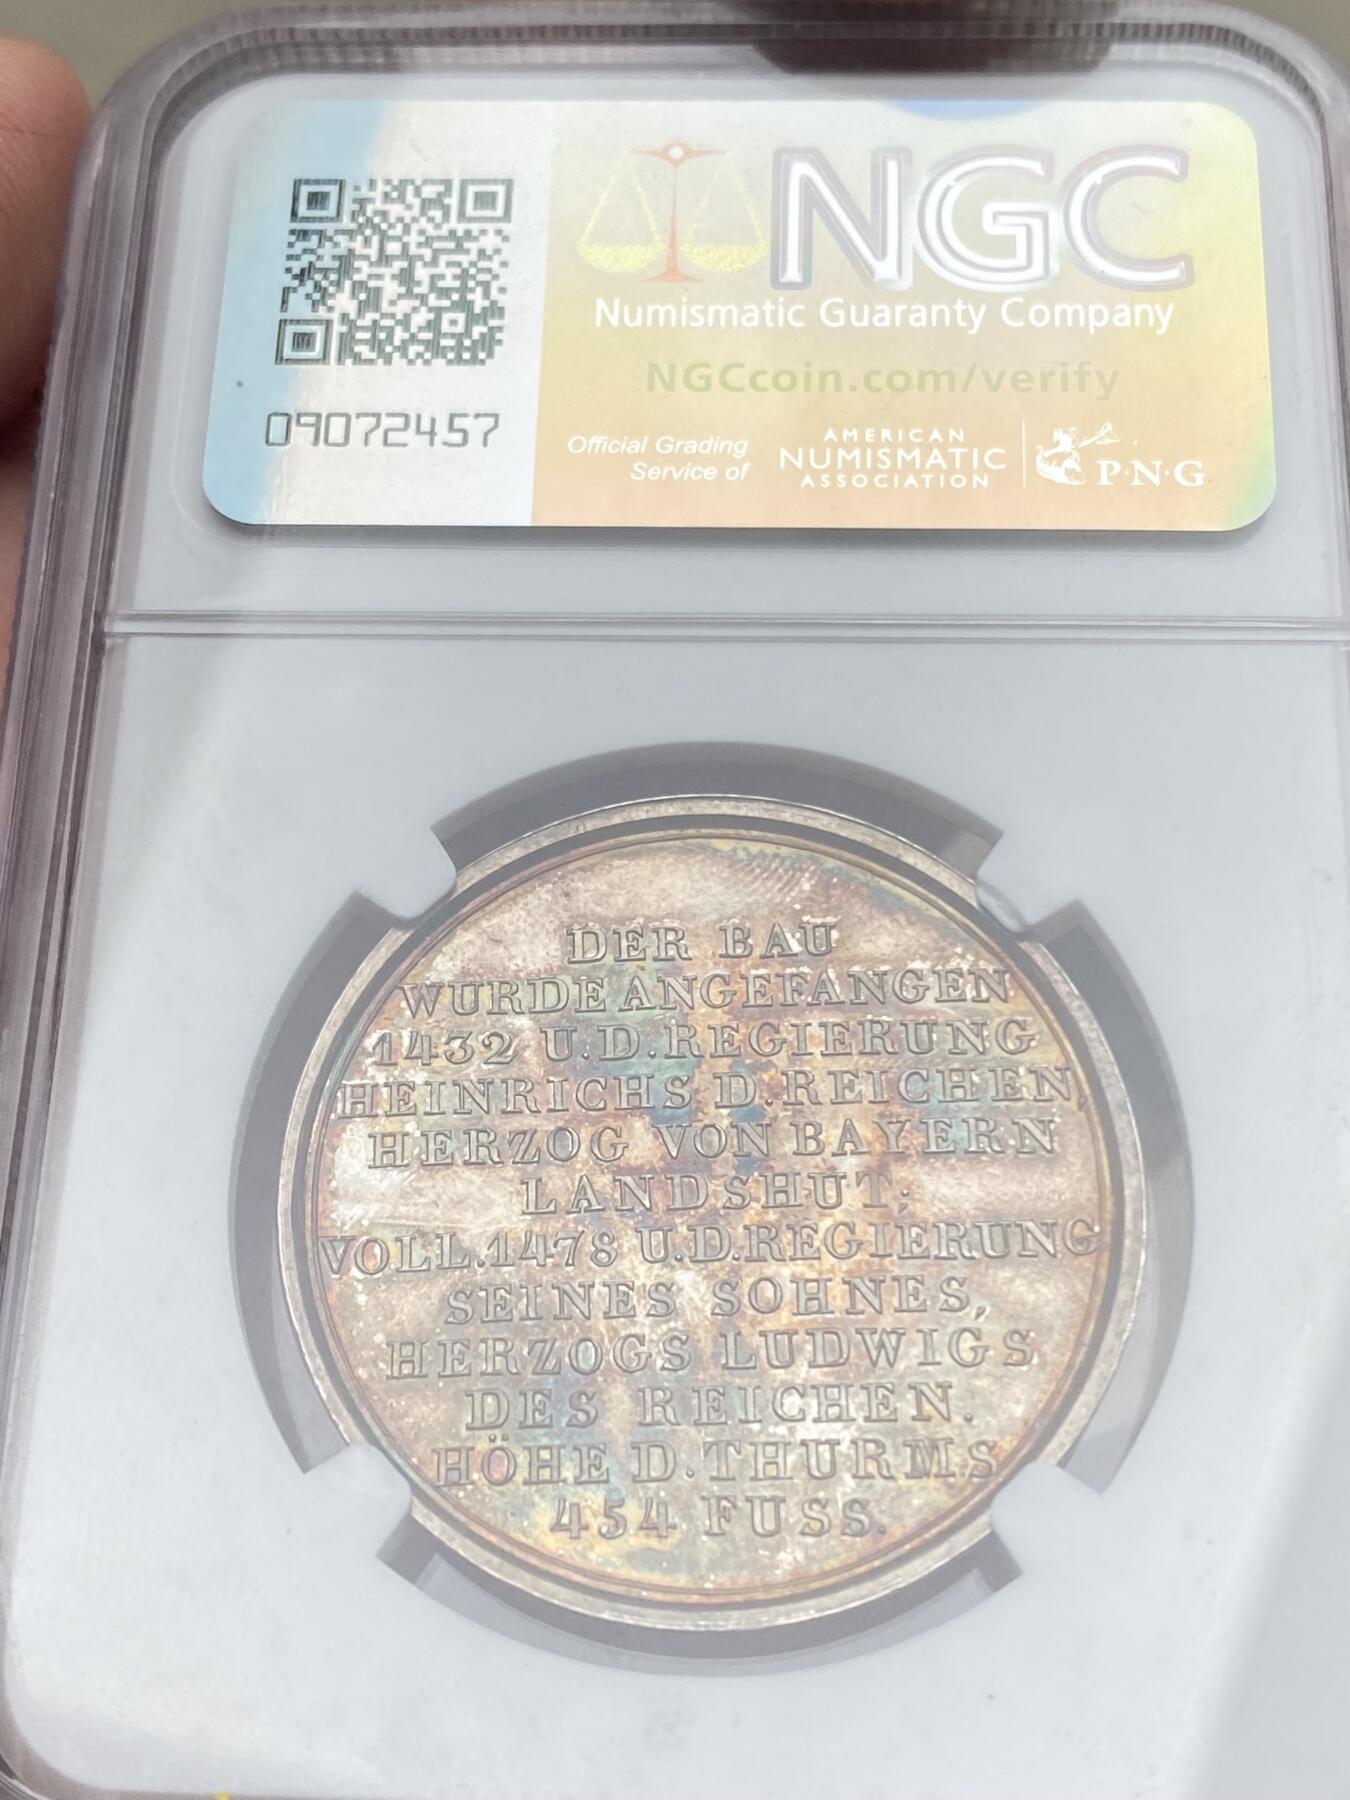 NGC
Numismatic Guaranty Company
NGCcoin.com/verify
09072457
Official Grading
Service of
AMERICAN
NUMISMATIC
ASSOCIATION
P·N·G
DER BAU
WURDE ANGEFANGEN
1432 U.D.REGIERUNG
HEINRICHS D.REICHEN,
HERZOG VON BAYERN
LANDSHUT;
VOLL.1478 U.D.REGIERUNG
SEINES SOHNES,
HERZOGS LUDWIGS
DES REICHEN.
HÖHE D.THURMS
454 FUSS.